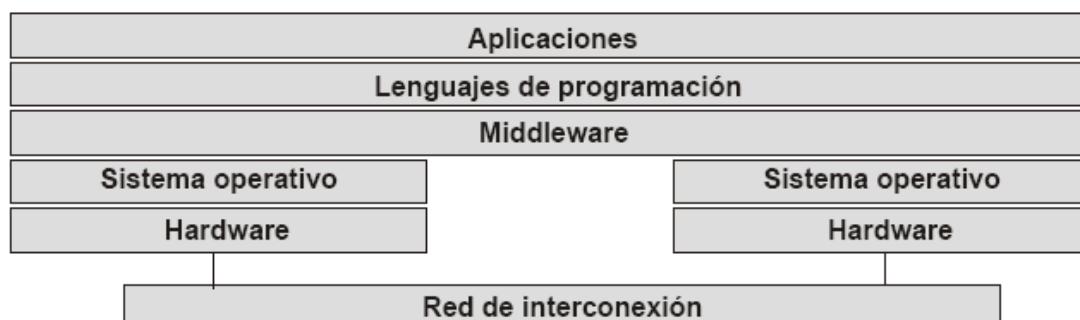 Aplicaciones
Lenguajes de programación
Middleware
Sistema operativo
Sistema operativo
Hardware
Hardware
Red de interconexión